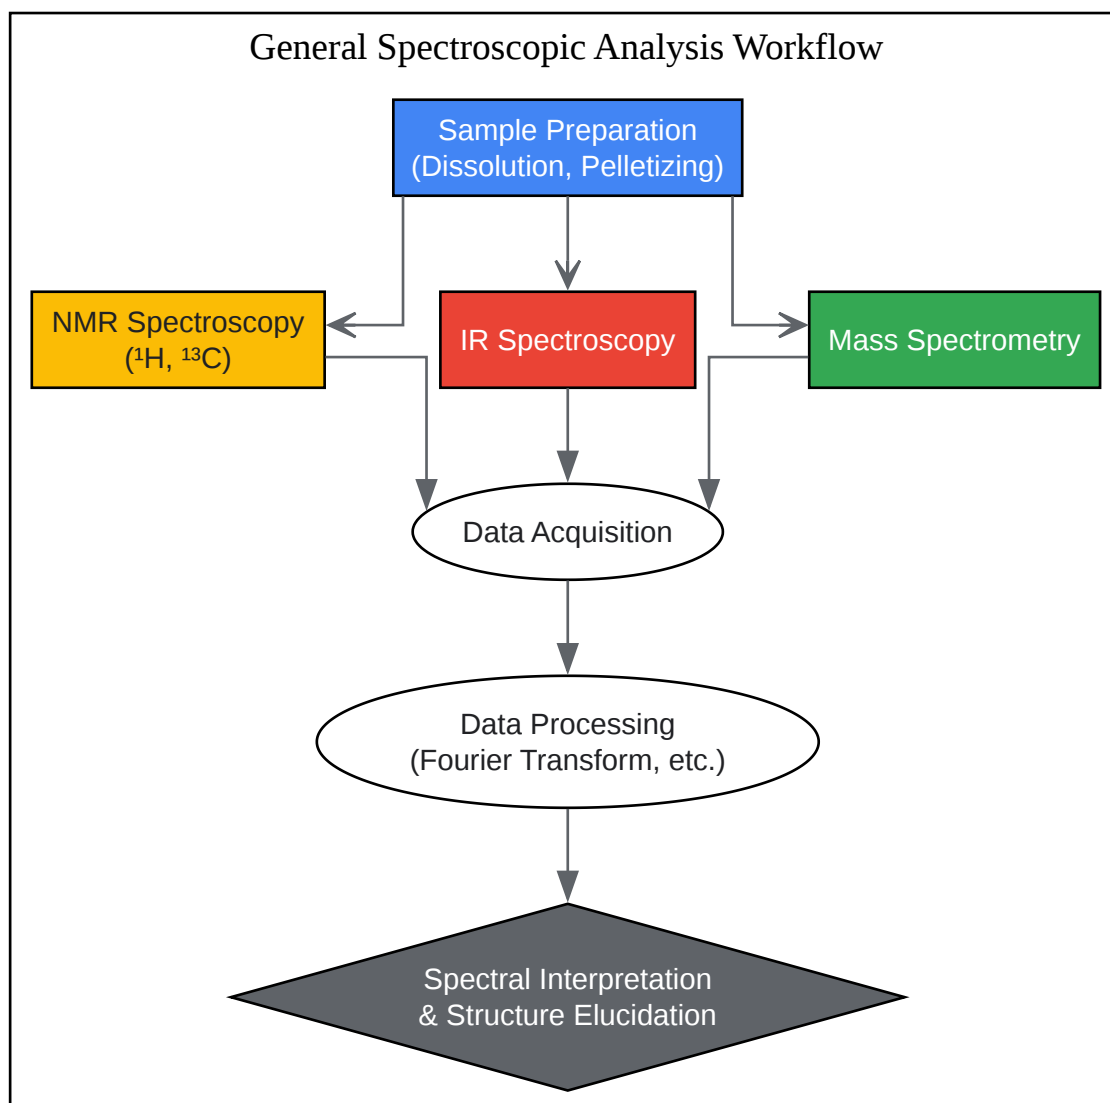 General Spectroscopic Analysis Workflow
Sample Preparation
(Dissolution, Pelletizing)
NMR Spectroscopy
(¹H, ¹³C)
IR Spectroscopy
Mass Spectrometry
Data Acquisition
Data Processing
(Fourier Transform, etc.)
Spectral Interpretation
& Structure Elucidation